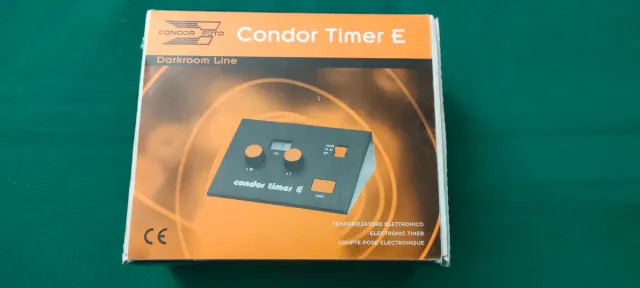 CONDOR FOTO
Condor Timer E
Darkroom Line
condor timer E
TEMPORIZZATORE ELETTRONICO
ELECTRONIC TIMER
COMPTE-POSE ELECTRONIQUE
CE